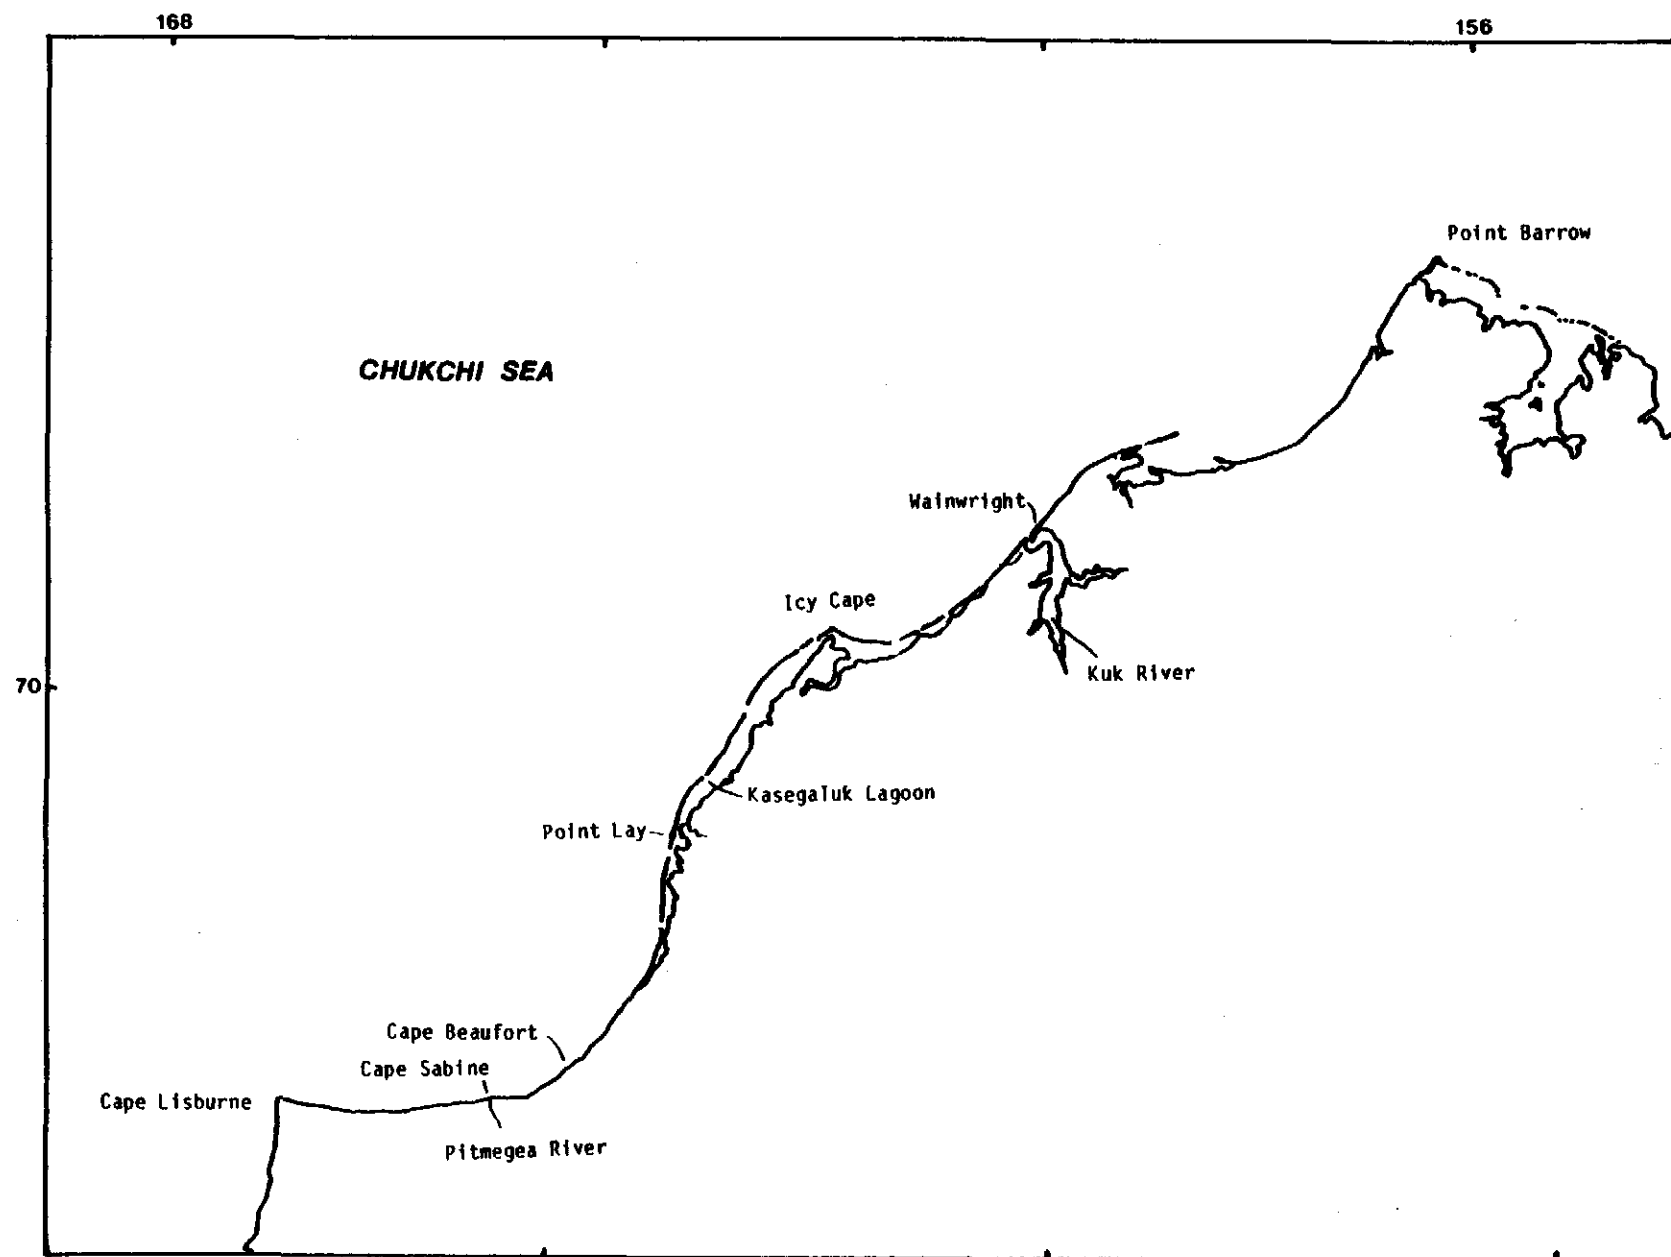 168
156
Point Barrow
CHUKCHI SEA
Wainwright
Icy Cape
Kuk River
70
Kasegaluk Lagoon
Point Lay
Cape Beaufort
Cape Sabine
Cape Lisburne
Pitmegea River